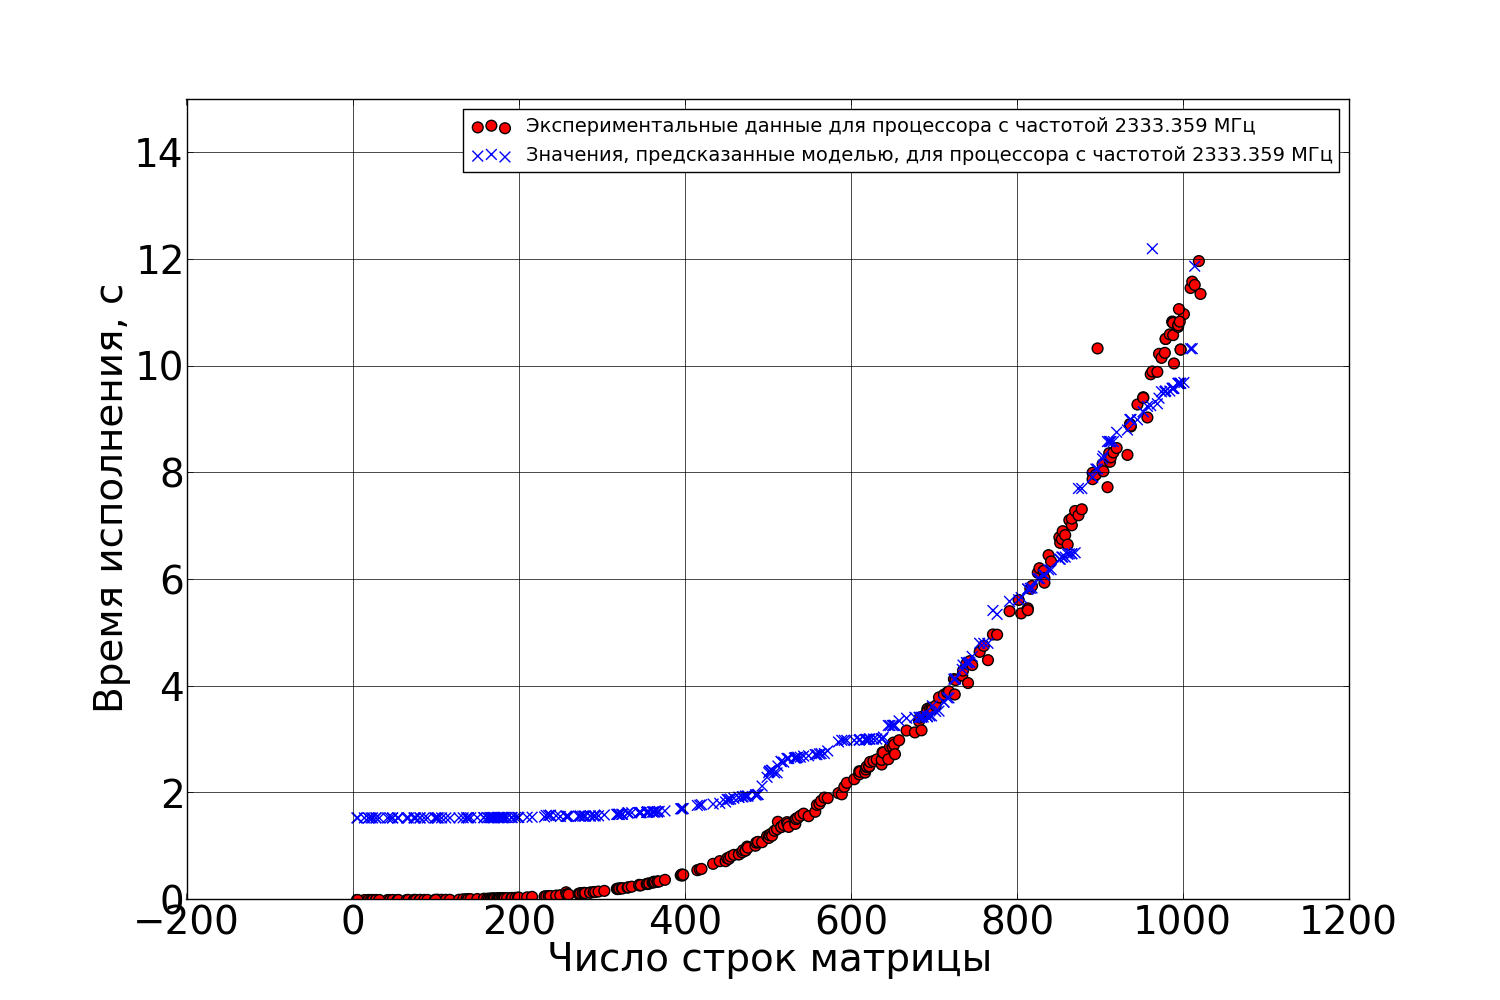 Экспериментальные данные для процессора с частотой 2333.359 МГц
Значения, предсказанные моделью, для процессора с частотой 2333.359 МГц
14
12
10
8
6
4
2
0
Время исполнения, с
−200 0 200 400 600 800 1000 1200
Число строк матрицы